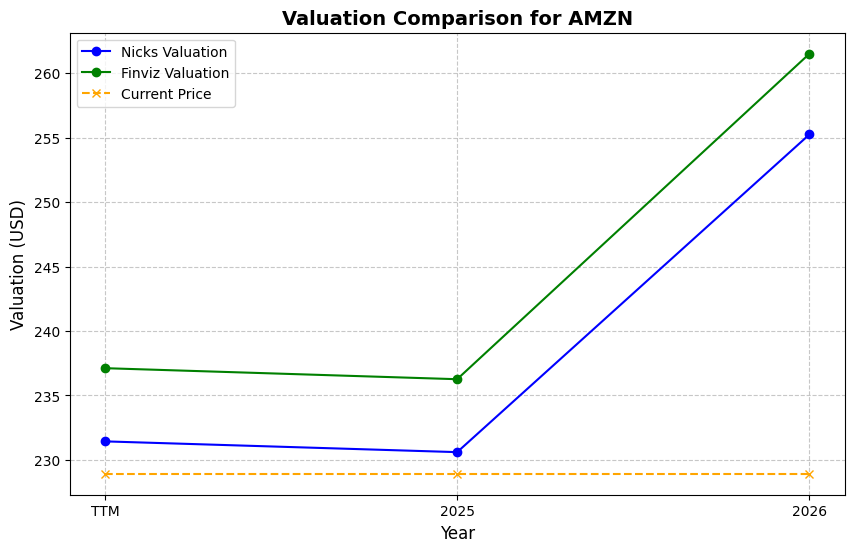 Valuation Comparison for AMZN
Nicks Valuation
Finviz Valuation
Current Price
Valuation (USD)
260
255
250
245
240
235
230
TTM
2025
2026
Year